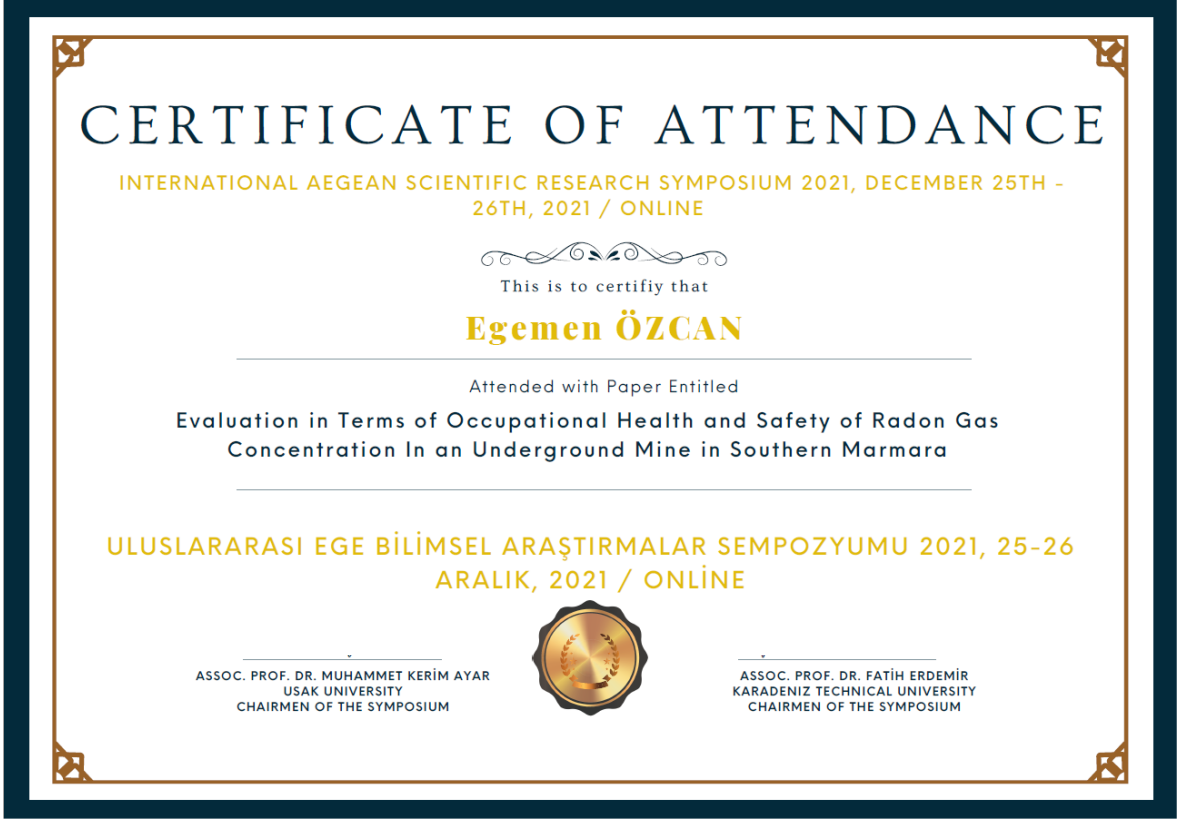 CERTIFICATE OF ATTENDANCE
INTERNATIONAL AEGEAN SCIENTIFIC RESEARCH SYMPOSIUM 2021, DECEMBER 25TH -
26TH, 2021 / ONLINE
This is to certifiy that
Egemen ÖZCAN
Attended with Paper Entitled
Evaluation in Terms of Occupational Health and Safety of Radon Gas
Concentration In an Underground Mine in Southern Marmara
ULUSLARARASI EGE BİLİMSEL ARAŞTIRMALAR SEMPOZYUMU 2021, 25-26
ARALIK, 2021 / ONLİNE
ASSOC. PROF. DR. MUHAMMET KERİM AYAR
USAK UNIVERSITY
CHAIRMEN OF THE SYMPOSIUM
ASSOC. PROF. DR. FATİH ERDEMİR
KARADENIZ TECHNICAL UNIVERSITY
CHAIRMEN OF THE SYMPOSIUM